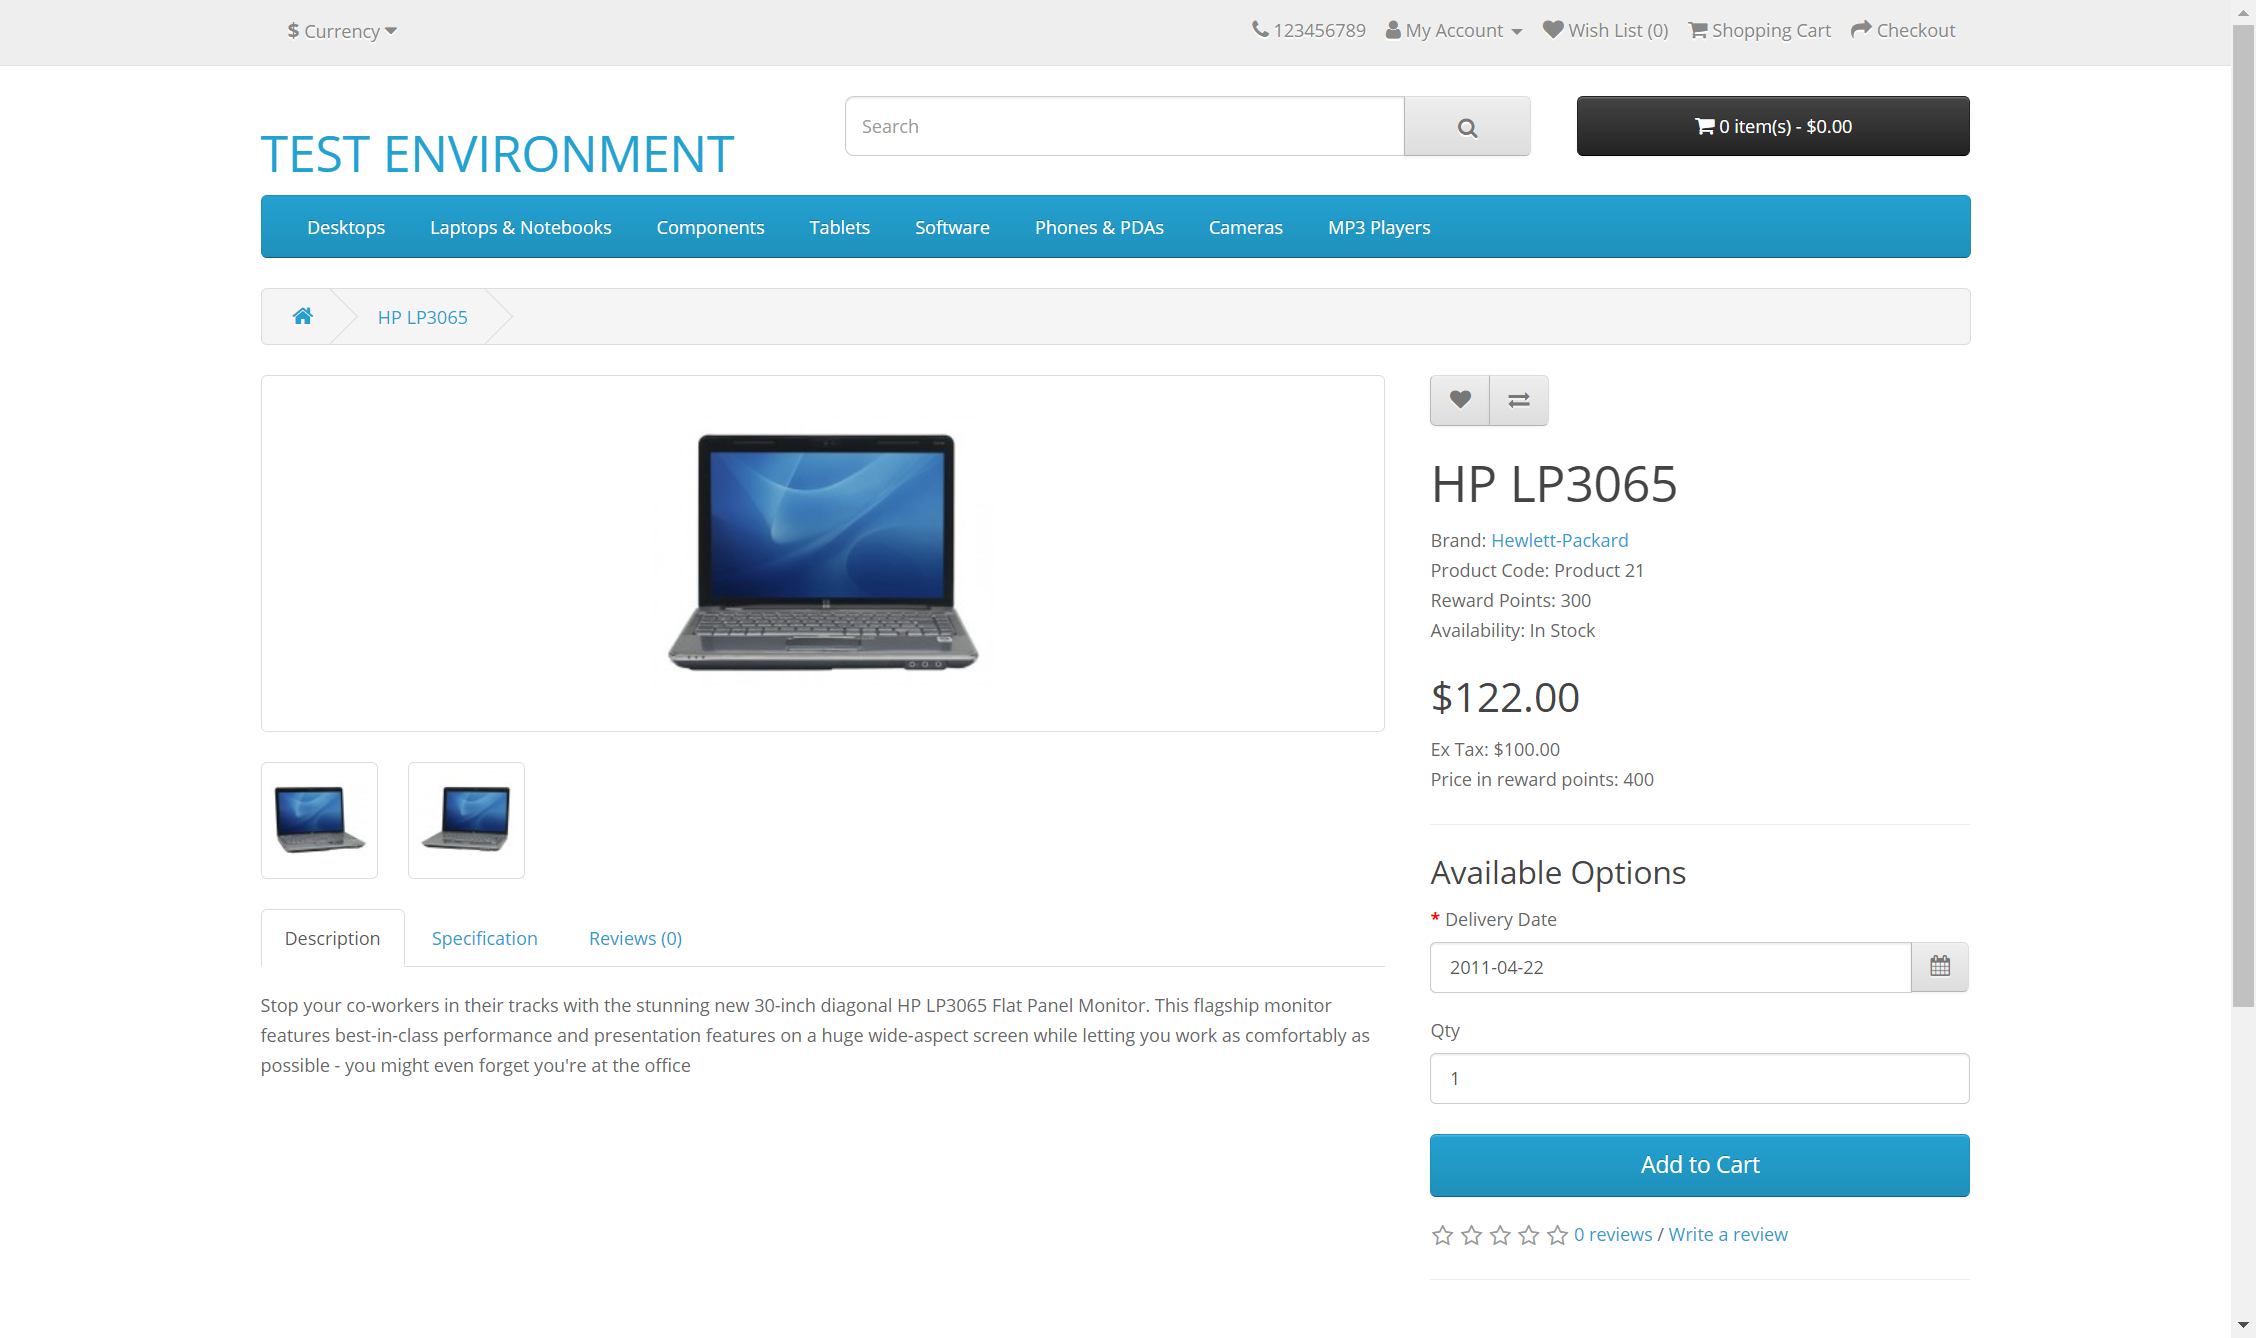 $ Currency
123456789 My Account Wish List (0) Shopping Cart Checkout
TEST ENVIRONMENT
Search
0 item(s) - $0.00
Desktops Laptops & Notebooks Components Tablets Software Phones & PDAs Cameras MP3 Players
HP LP3065
HP LP3065
Brand: Hewlett-Packard
Product Code: Product 21
Reward Points: 300
Availability: In Stock
$122.00
Ex Tax: $100.00
Price in reward points: 400
Available Options
* Delivery Date
2011-04-22
Qty
1
Add to Cart
0 reviews / Write a review
Description Specification Reviews (0)
Stop your co-workers in their tracks with the stunning new 30-inch diagonal HP LP3065 Flat Panel Monitor. This flagship monitor
features best-in-class performance and presentation features on a huge wide-aspect screen while letting you work as comfortably as
possible - you might even forget you're at the office